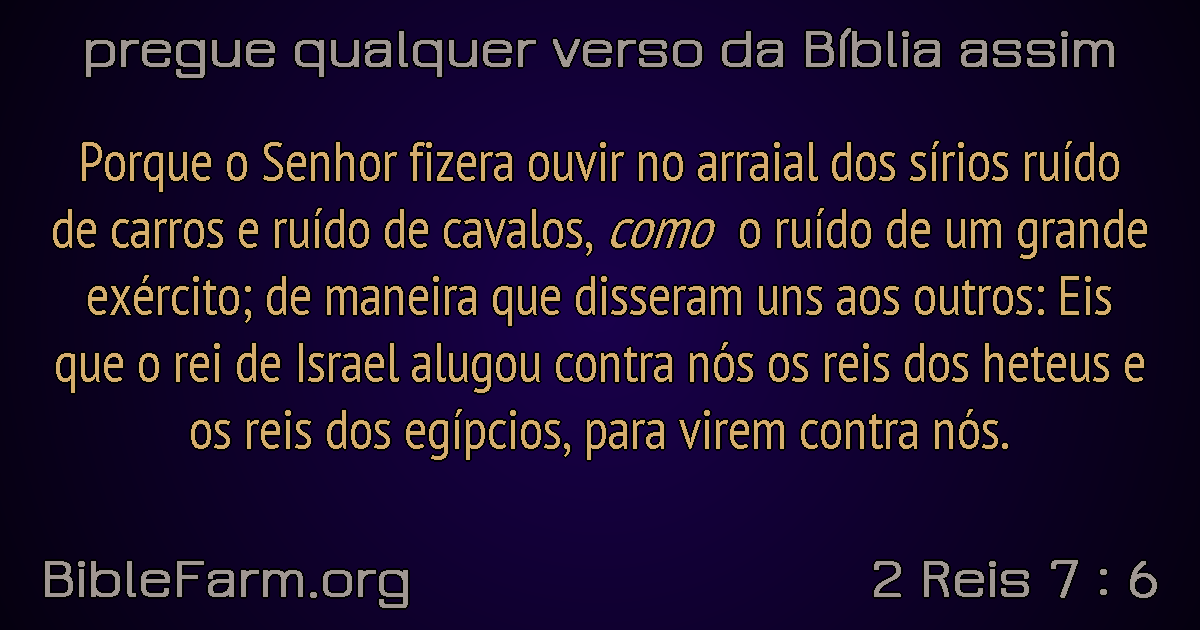 pregue qualquer verso da Bíblia assim
Porque o Senhor fizera ouvir no arraial dos sírios ruído
de carros e ruído de cavalos, como o ruído de um grande
exército; de maneira que disseram uns aos outros: Eis
que o rei de Israel alugou contra nós os reis dos heteus e
os reis dos egípcios, para virem contra nós.
BibleFarm.org
2 Reis 7 : 6